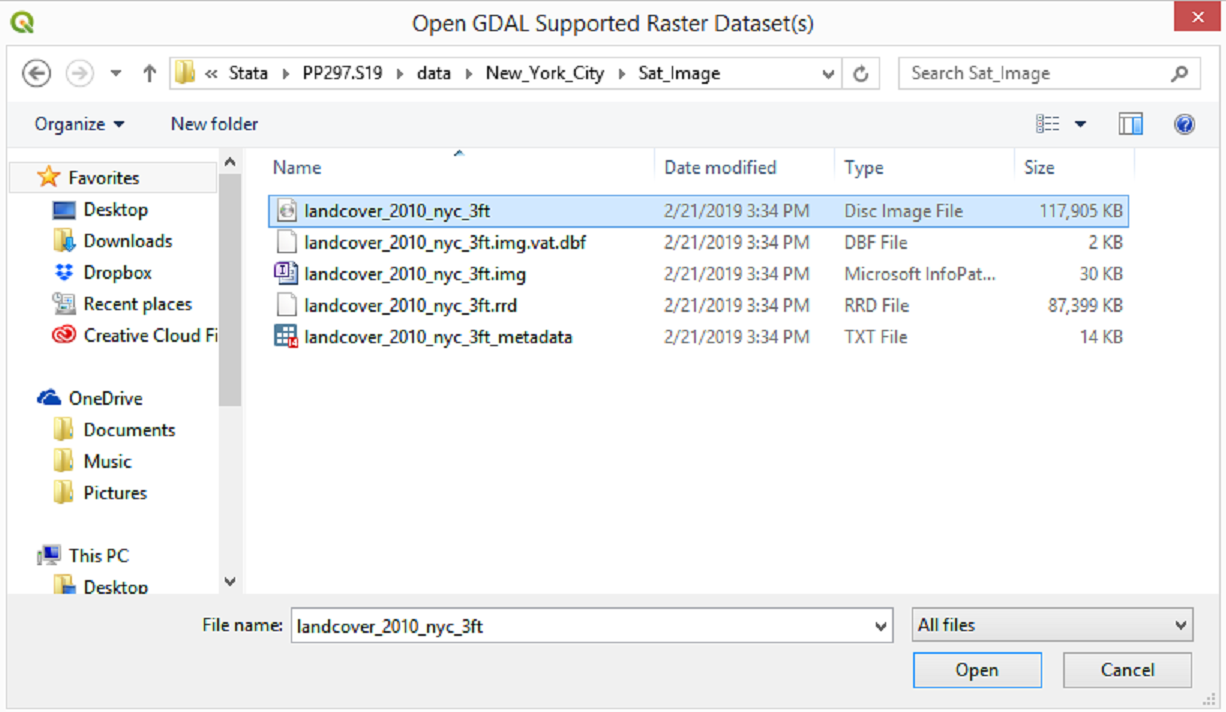 Open GDAL Supported Raster Dataset(s)
« Stata PP297.S19 data New_York_City Sat_Image Search Sat_Image
Organize New folder
Name Date modified Type Size
Favorites
Desktop
Downloads
Dropbox
Recent places
Creative Cloud Fi
OneDrive
Documents
Music
Pictures
This PC
Desktop
landcover_2010_nyc_3ft 2/21/2019 3:34 PM Disc Image File 117,905 KB
landcover_2010_nyc_3ft.img.vat.dbf 2/21/2019 3:34 PM DBF File 2 KB
landcover_2010_nyc_3ft.img 2/21/2019 3:34 PM Microsoft InfoPat... 30 KB
landcover_2010_nyc_3ft.rrd 2/21/2019 3:34 PM RRD File 87,399 KB
landcover_2010_nyc_3ft_metadata 2/21/2019 3:34 PM TXT File 14 KB
File name: landcover_2010_nyc_3ft All files
Open Cancel